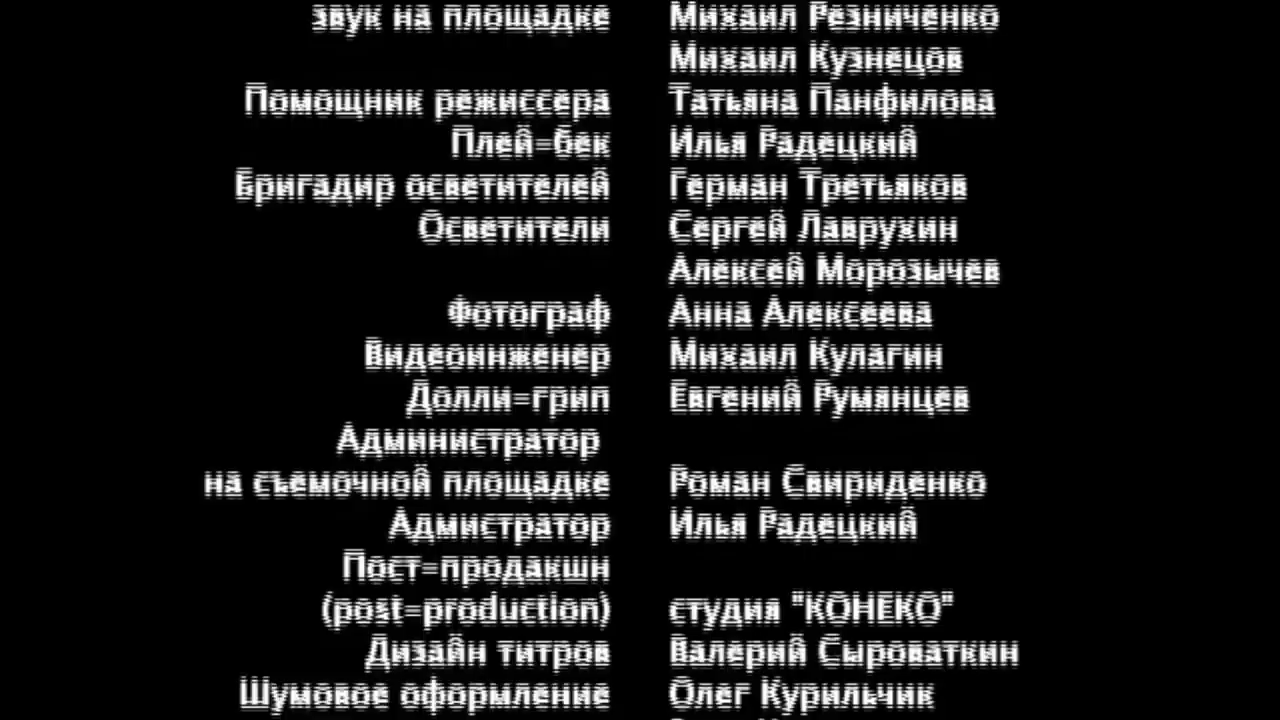 звук на площадке Михаил Резниченко
Михаил Кузнецов
Помощник режиссера Татьяна Панфилова
Плей=бек Илья Радецкий
Бригадир осветителей Герман Третьяков
Осветители Сергей Лаврухин
Алексей Морозычев
Фотограф Анна Алексеева
Видеоинженер Михаил Кулагин
Долли=грип Евгений Румянцев
Администратор
на съемочной площадке Роман Свириденко
Адмистратор Илья Радецкий
Пост=продакшн
(post=production) студия "КОНЕКО"
Дизайн титров Валерий Сыроваткин
Шумовое оформление Олег Курильчик